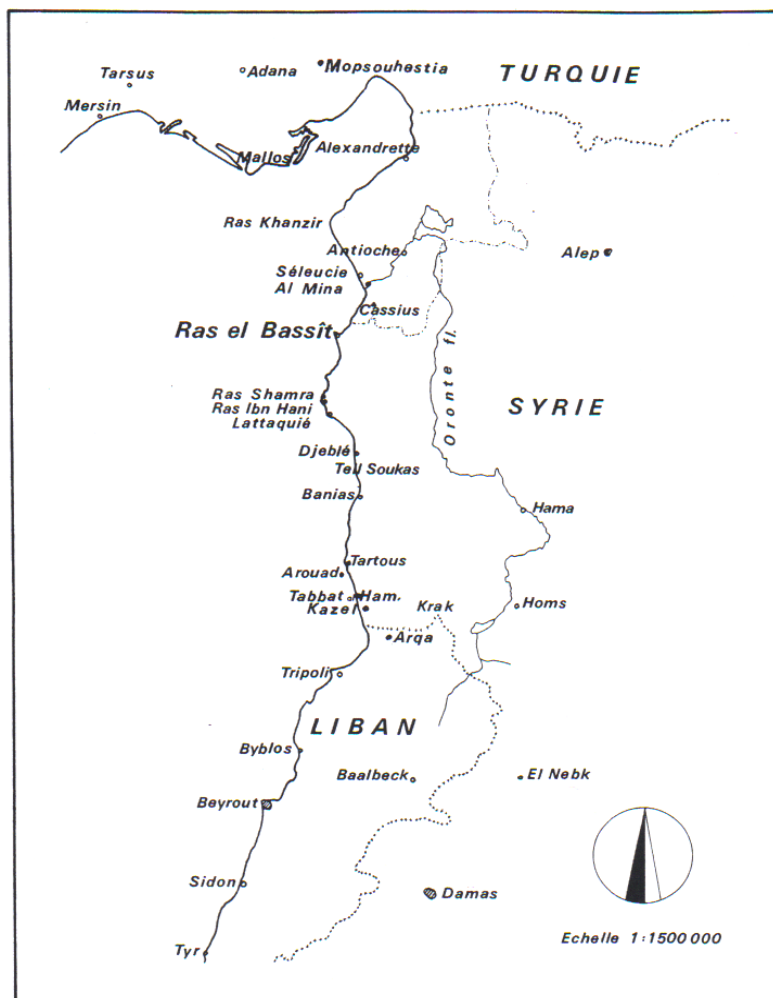 Mopsouhestia
Adana
TURQUIE
Tarsus
Mersin
Mallos
Alexandrette
Ras Khanzir
Antioche
Alep
Séleucie
Al Mina
Cassius
Ras el Bassît
Oronte fl.
Ras Shamra
Ras Ibn Hani
Lattaquié
SYRIE
Djeblé
Tell Soukas
Banias
Hama
Tartous
Arouad
Tabbat Ham.
Kazel
Krak
Homs
Arqa
Tripoli
LIBAN
Byblos
Baalbeck
El Nebk
Beyrout
Sidon
Damas
Echelle 1:1500 000
Tyr